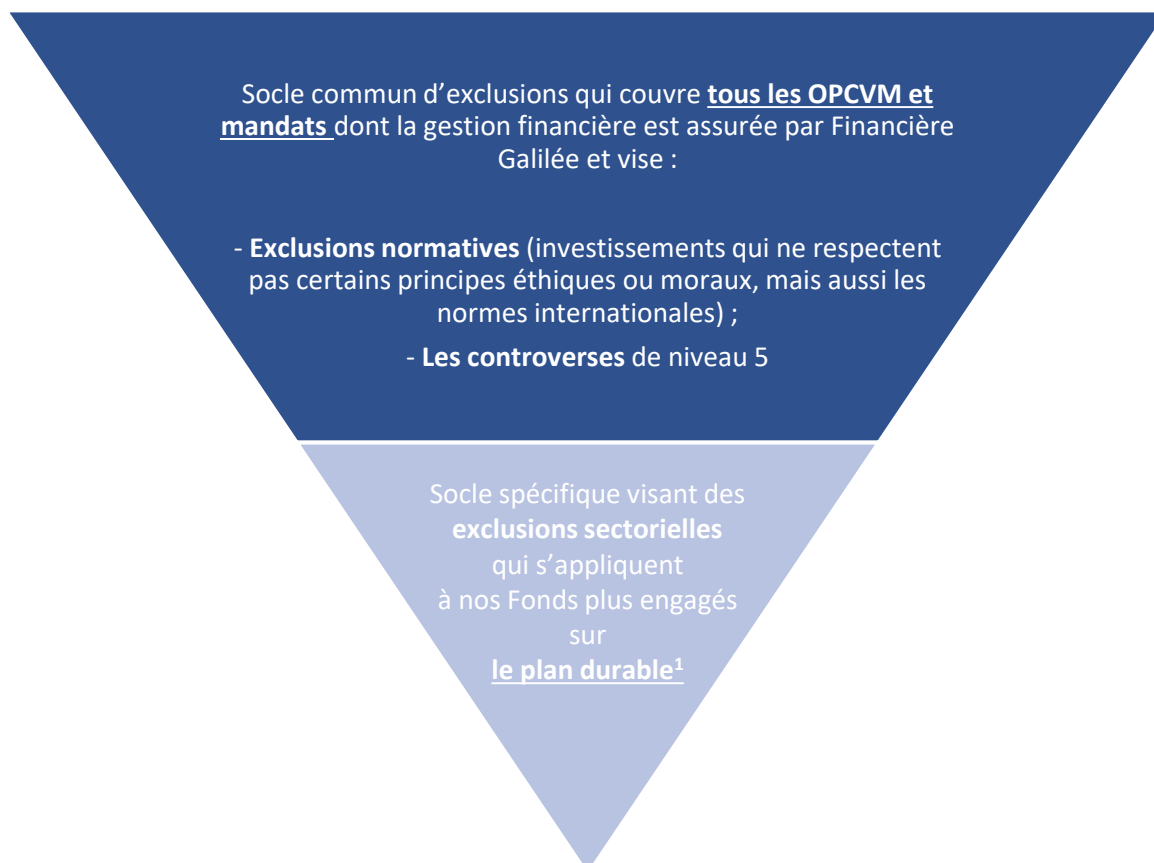 Socle commun d’exclusions qui couvre tous les OPCVM et
mandats dont la gestion financière est assurée par Financière
Galilée et vise :
- Exclusions normatives (investissements qui ne respectent
pas certains principes éthiques ou moraux, mais aussi les
normes internationales) ;
- Les controverses de niveau 5
Socle spécifique visant des
exclusions sectorielles
qui s’appliquent
à nos Fonds plus engagés
sur
le plan durable¹